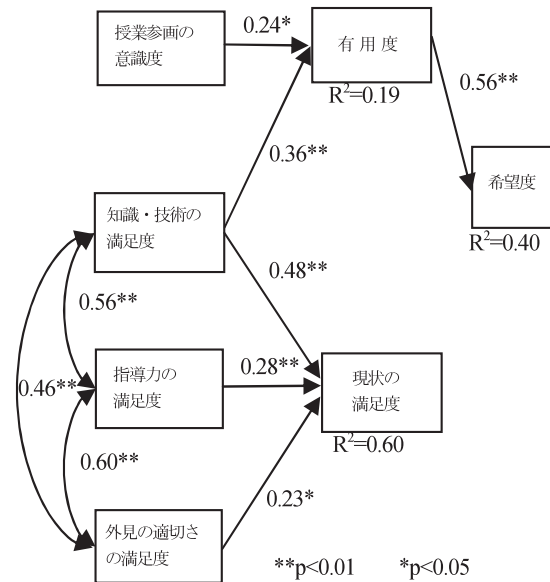 授業参画の
意識度
0.24*
有用度
R²=0.19
0.56**
希望度
R²=0.40
0.36**
知識・技術の
満足度
0.48**
0.56**
0.46**
指導力の
満足度
0.28**
現状の
満足度
R²=0.60
0.60**
0.23*
外見の適切さ
の満足度
**p<0.01 *p<0.05